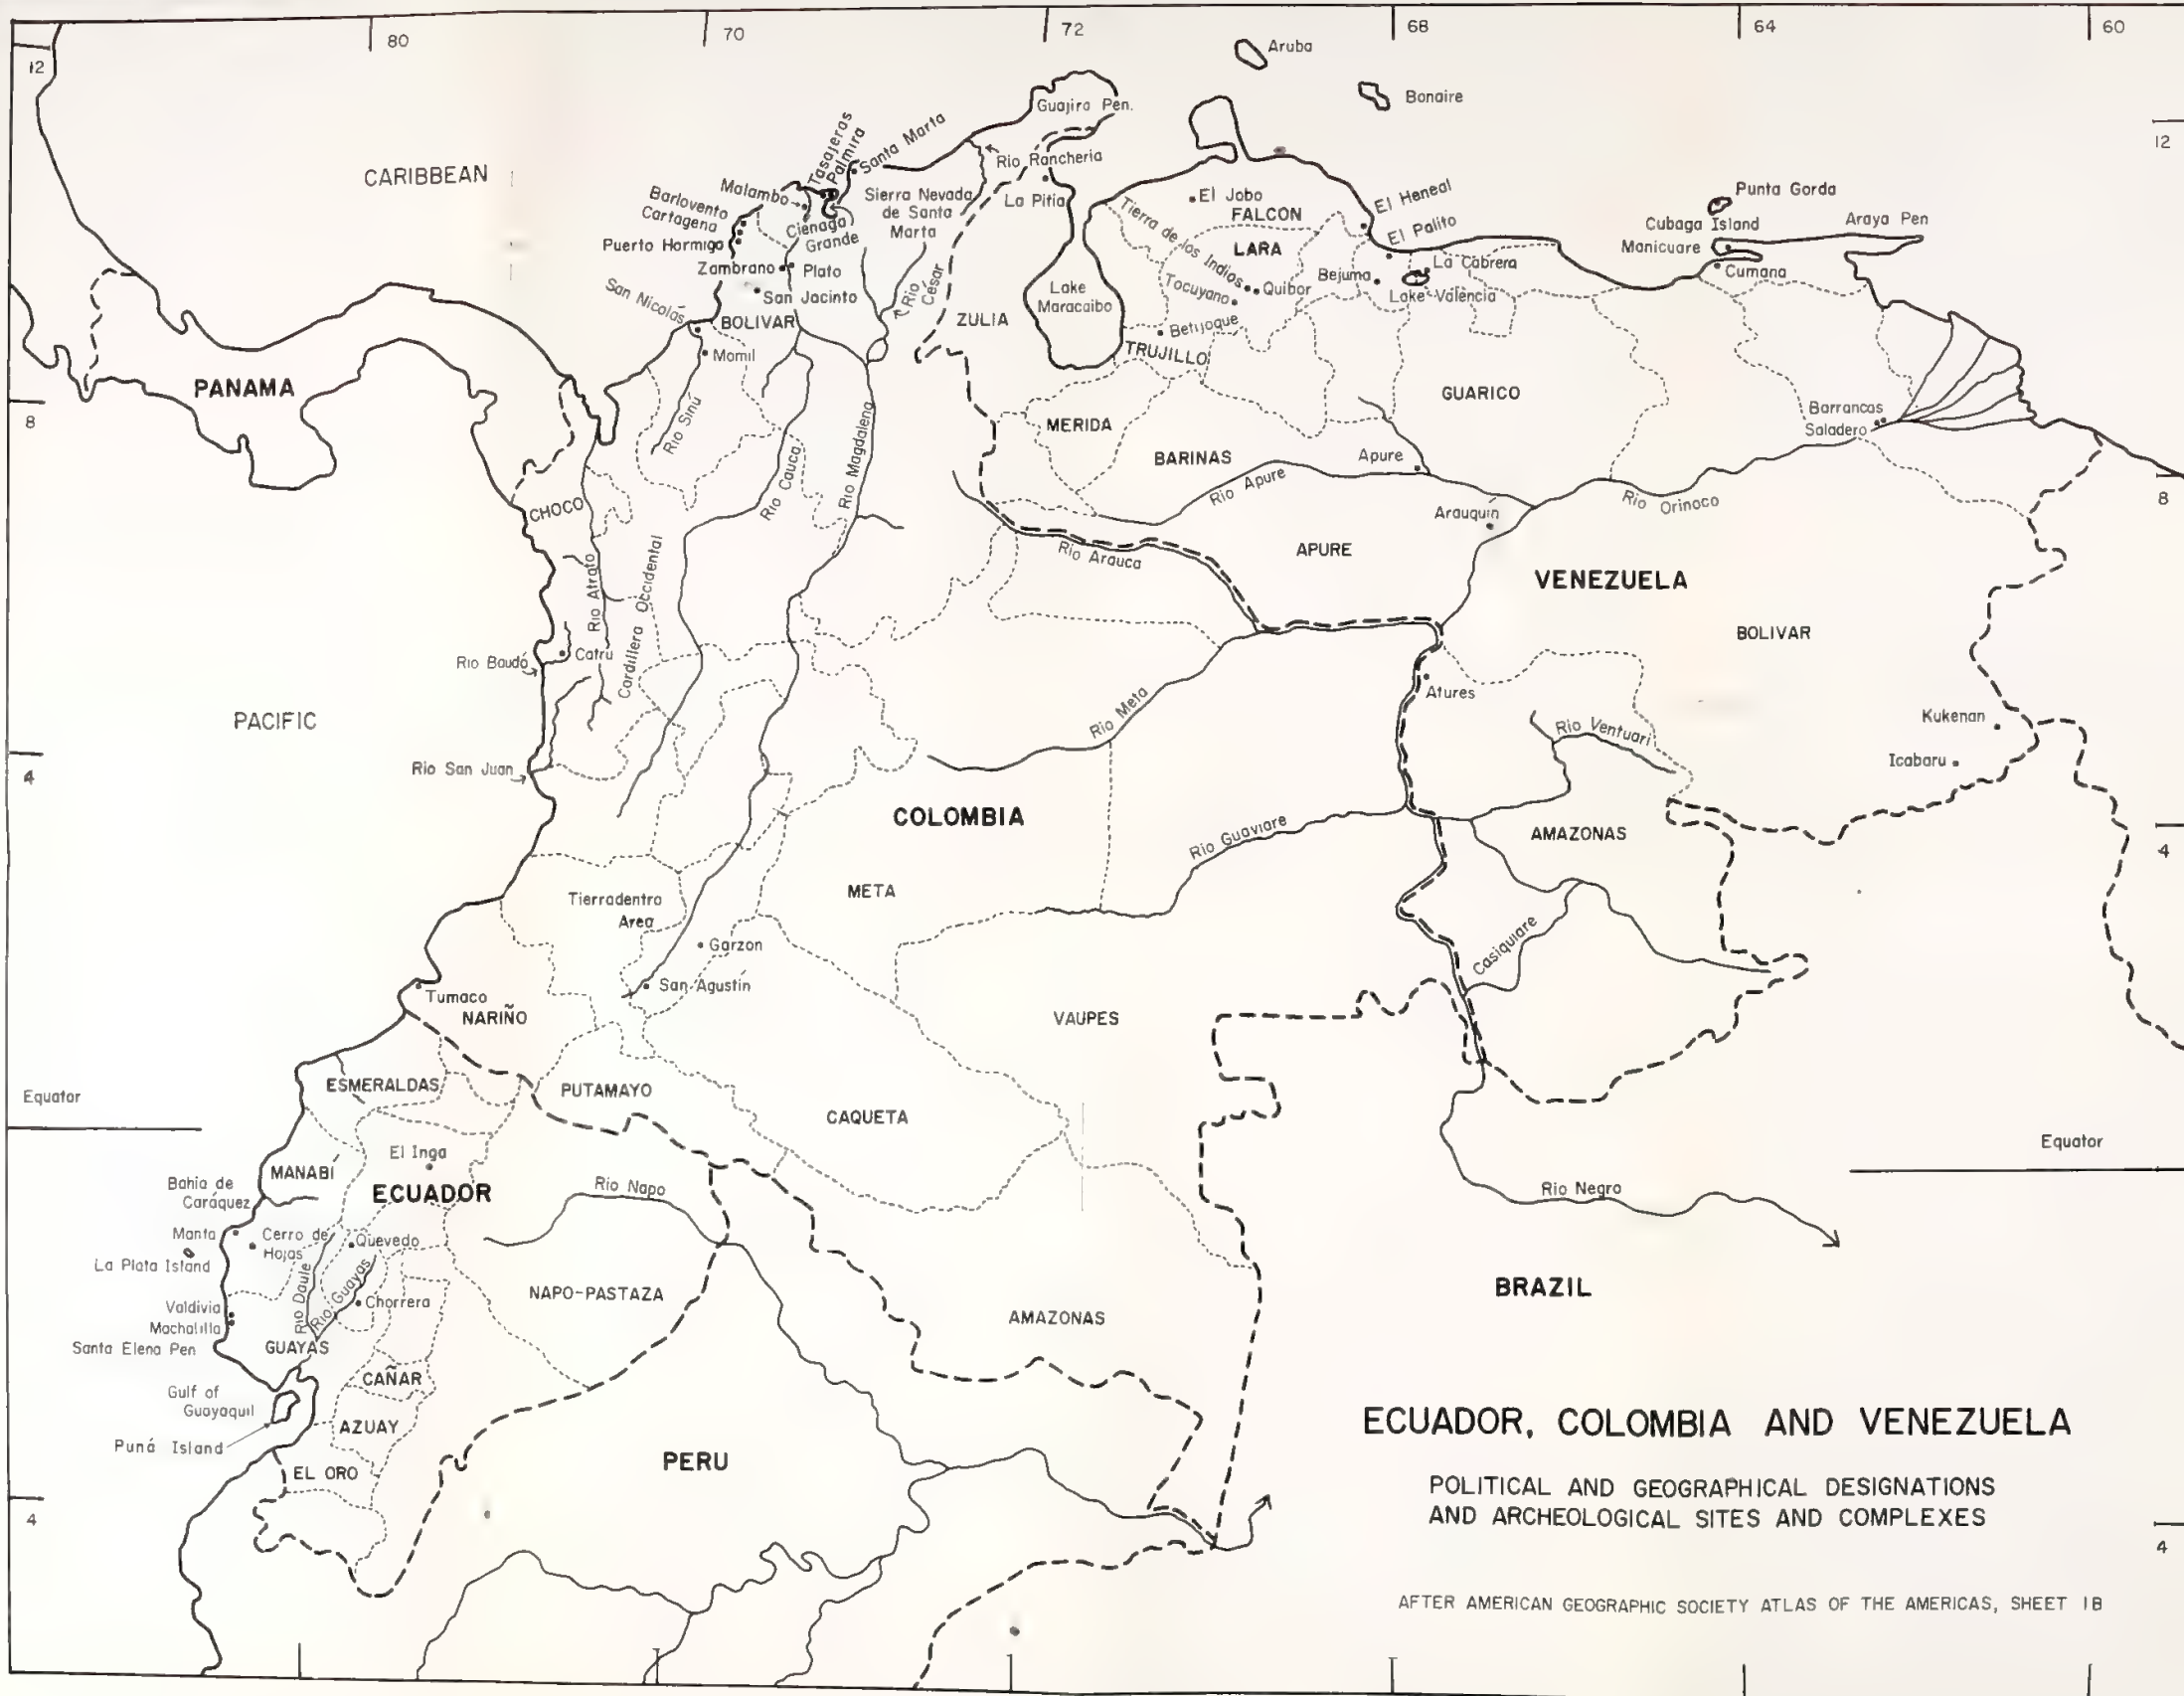 80
70
72
68
64
60
12
Aruba
Bonaire
Guajira Pen.
12
CARIBBEAN
Tasajeras
Palmira
Santa Marta
Rio Rancheria
La Pitia
Malambo
Sierra Nevada
de Santa
Marta
Barlovento
Cartagena
Puerto Hormiga
Cienaga
Grande
Zambrano
Plato
San Jacinto
San Nicolás
BOLIVAR
Momil
Rio
Cesar
ZULIA
Lake
Maracaibo
El Jobo
FALCON
Tierra de los Indios
LARA
El Heneal
El Palito
Quibor
Tocuyano
Bejuma
La Cabrera
Lake Valencia
Betijoque
TRUJILLO
Punta Gorda
Cubaga Island
Araya Pen
Manicuare
Cumana
PANAMA
8
Rio Sinú
Rio Cauca
Rio Magdalena
MERIDA
GUARICO
Barrancas
Saladero
BARINAS
Apure
Rio Apure
Rio Orinoco
8
CHOCO
Arauquin
Rio Arauca
APURE
VENEZUELA
BOLIVAR
Rio Atrato
Cordillera Occidental
Rio Baudó
Catru
Rio Meta
Atures
PACIFIC
Rio Ventuari
Kukenan
Icabaru
4
Rio San Juan
COLOMBIA
Rio Guaviare
AMAZONAS
4
META
Tierradentro
Area
Garzon
San Agustín
Casiquiare
Tumaco
NARIÑO
VAUPES
ESMERALDAS
PUTAMAYO
CAQUETA
Equator
Equator
El Inga
MANABI
ECUADOR
Bahia de
Caráquez
Rio Napo
Rio Negro
Manta
Cerro de
Hojas
Quevedo
La Plata Island
Rio Daule
Rio Guayas
Chorrera
NAPO-PASTAZA
BRAZIL
Valdivia
Machalilla
Santa Elena Pen
GUAYAS
AMAZONAS
CAÑAR
Gulf of
Guayaquil
AZUAY
Puná Island
EL ORO
PERU
4
4
ECUADOR, COLOMBIA AND VENEZUELA
POLITICAL AND GEOGRAPHICAL DESIGNATIONS
AND ARCHEOLOGICAL SITES AND COMPLEXES
AFTER AMERICAN GEOGRAPHIC SOCIETY ATLAS OF THE AMERICAS, SHEET 1B